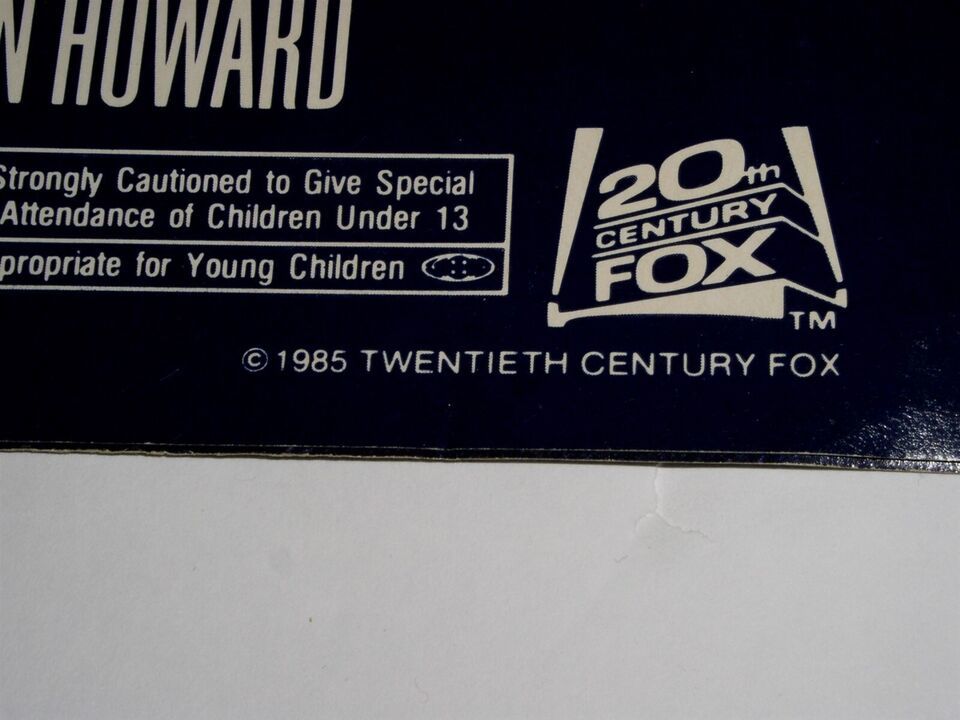 N HOWARD
Strongly Cautioned to Give Special
Attendance of Children Under 13
propriate for Young Children
20th
CENTURY
FOX
TM
© 1985 TWENTIETH CENTURY FOX